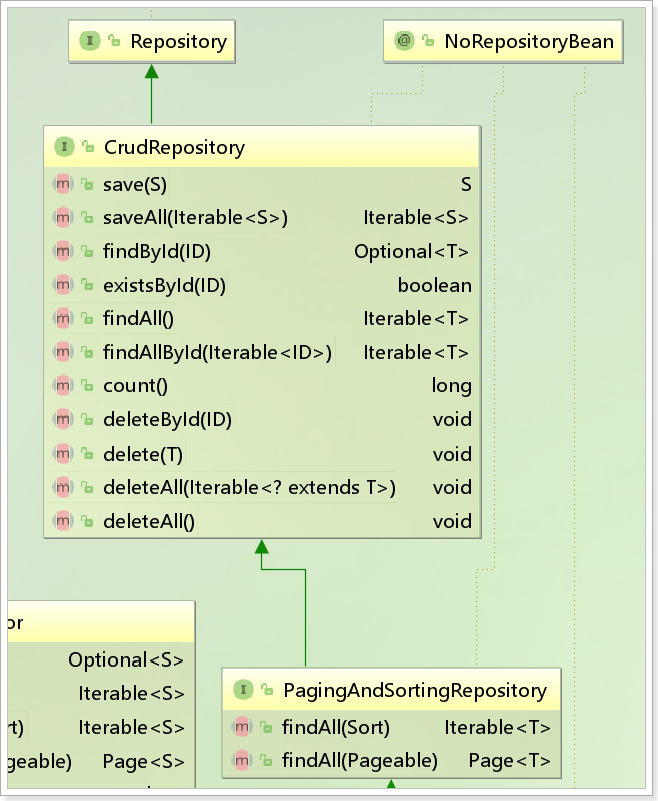 Repository
NoRepositoryBean
CrudRepository
save(S) S
saveAll(Iterable<S>) Iterable<S>
findById(ID) Optional<T>
existsById(ID) boolean
findAll() Iterable<T>
findAllById(Iterable<ID>) Iterable<T>
count() long
deleteById(ID) void
delete(T) void
deleteAll(Iterable<? extends T>) void
deleteAll() void
or
Optional<S>
Iterable<S>
rt) Iterable<S>
geable) Page<S>
PagingAndSortingRepository
findAll(Sort) Iterable<T>
findAll(Pageable) Page<T>